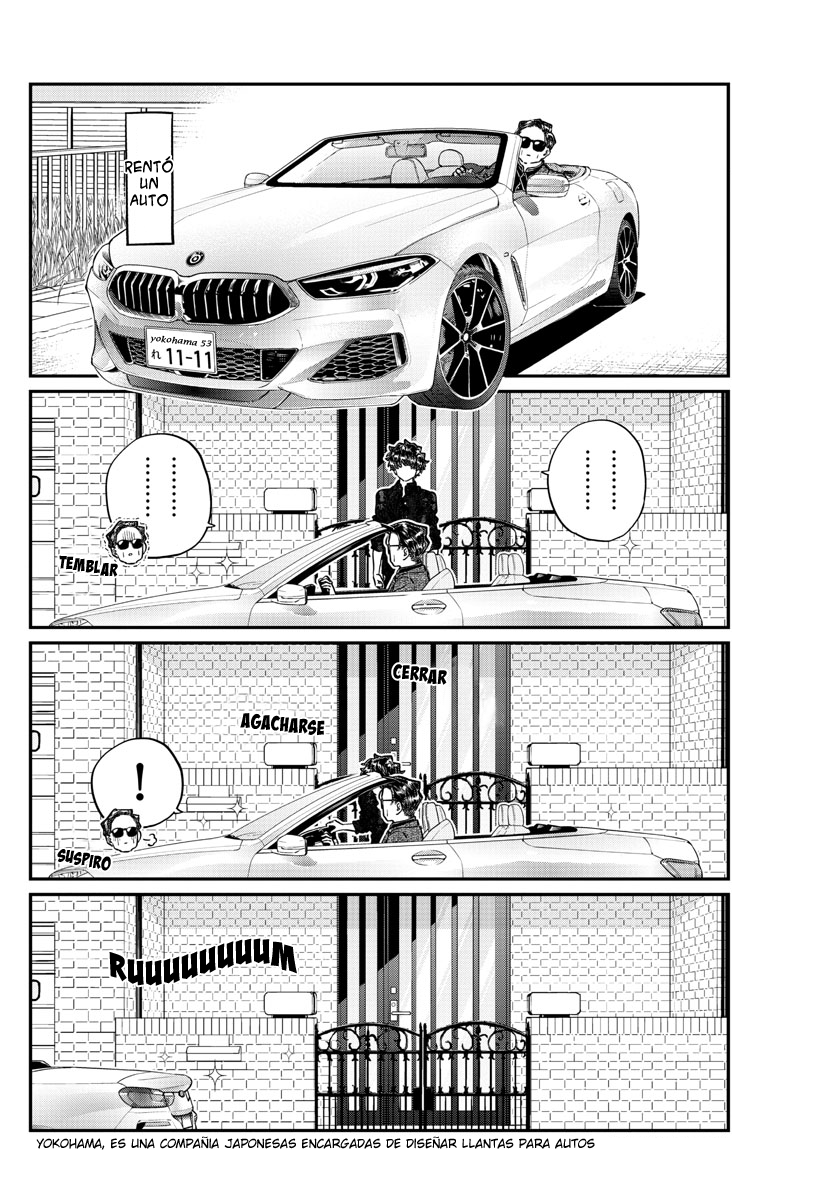 RENTÓ
UN
AUTO
yokohama 53
れ 11-11
TEMBLAR
CERRAR
AGACHARSE
!
SUSPIRO
RUUUUUUUUM
YOKOHAMA, ES UNA COMPAÑIA JAPONESAS ENCARGADAS DE DISEÑAR LLANTAS PARA AUTOS